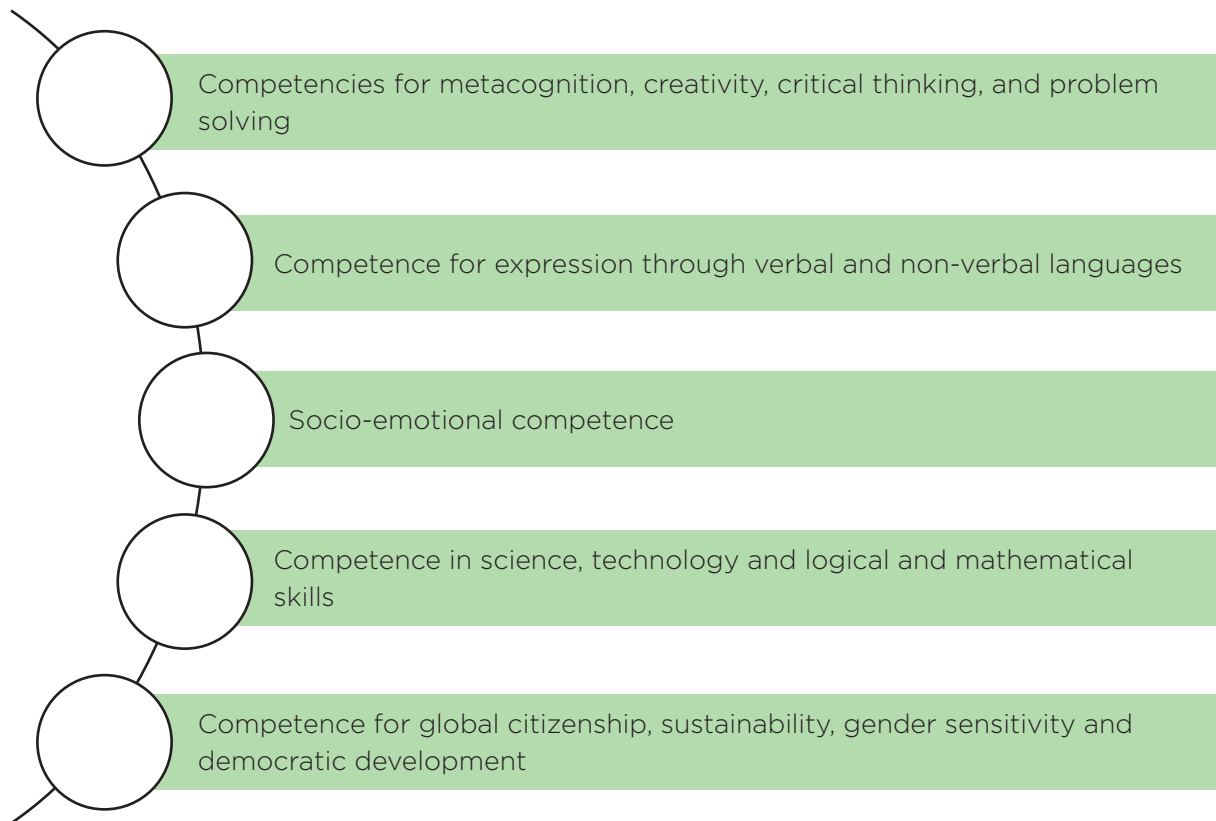 Competencies for metacognition, creativity, critical thinking, and problem
solving
Competence for expression through verbal and non-verbal languages
Socio-emotional competence
Competence in science, technology and logical and mathematical
skills
Competence for global citizenship, sustainability, gender sensitivity and
democratic development